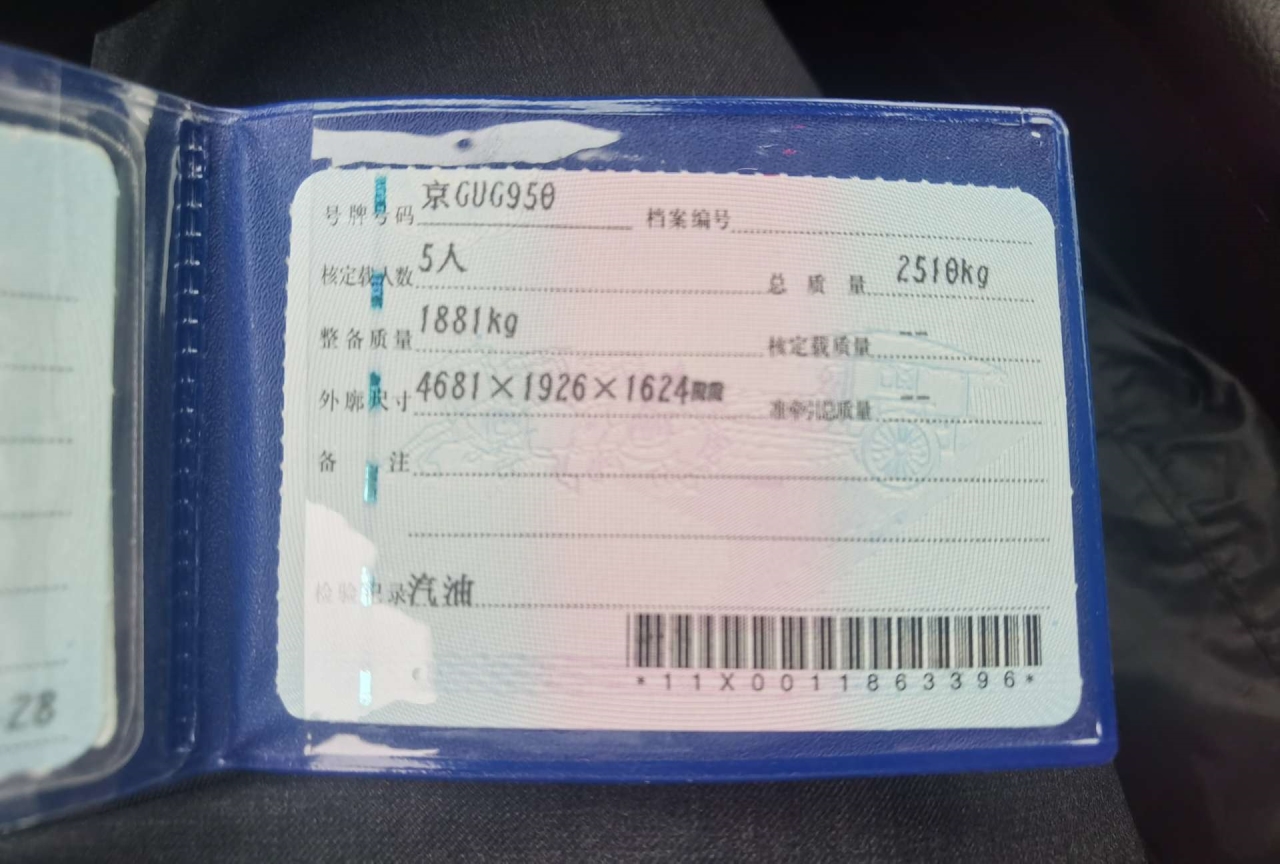 号牌号码 京GUG950 档案编号
核定载人数 5人 总质量 2510kg
整备质量 1881kg 核定载质量 --
外廓尺寸 4681×1926×1624mm 准牵引总质量 --
备注
检验记录 汽油
*11X0011863396*
28